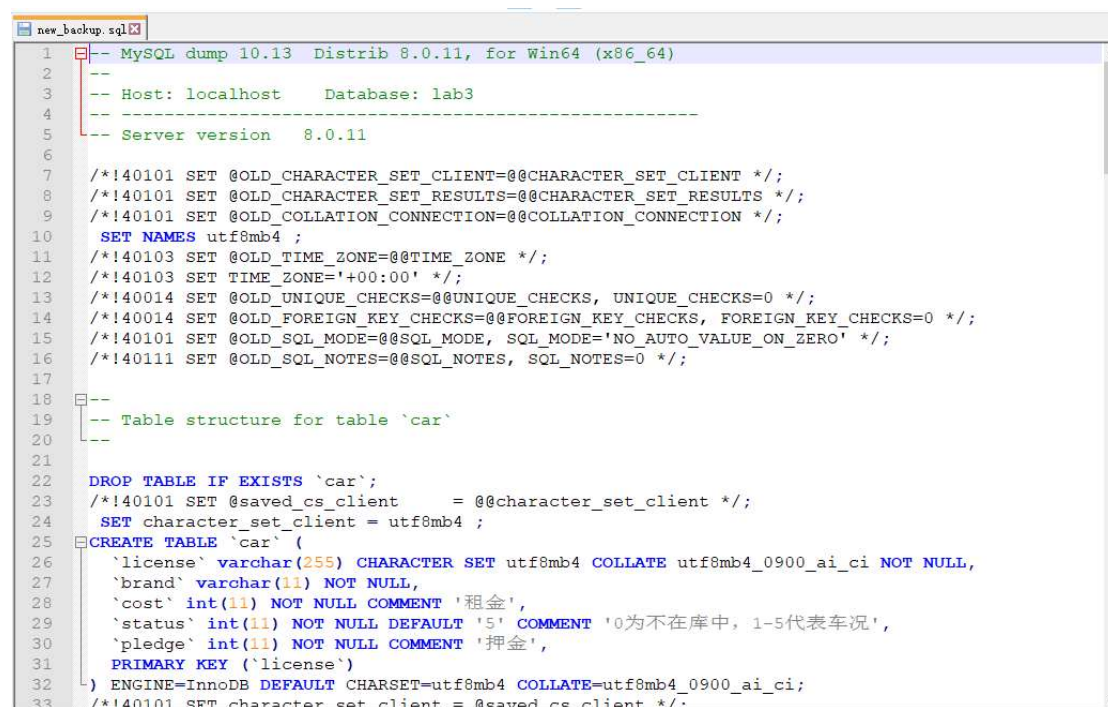 new_backup.sql
1 -- MySQL dump 10.13  Distrib 8.0.11, for Win64 (x86_64)
2 --
3 -- Host: localhost    Database: lab3
4 -- ------------------------------------------------------
5 -- Server version   8.0.11
6
7 /*!40101 SET @OLD_CHARACTER_SET_CLIENT=@@CHARACTER_SET_CLIENT */;
8 /*!40101 SET @OLD_CHARACTER_SET_RESULTS=@@CHARACTER_SET_RESULTS */;
9 /*!40101 SET @OLD_COLLATION_CONNECTION=@@COLLATION_CONNECTION */;
10  SET NAMES utf8mb4 ;
11 /*!40103 SET @OLD_TIME_ZONE=@@TIME_ZONE */;
12 /*!40103 SET TIME_ZONE='+00:00' */;
13 /*!40014 SET @OLD_UNIQUE_CHECKS=@@UNIQUE_CHECKS, UNIQUE_CHECKS=0 */;
14 /*!40014 SET @OLD_FOREIGN_KEY_CHECKS=@@FOREIGN_KEY_CHECKS, FOREIGN_KEY_CHECKS=0 */;
15 /*!40101 SET @OLD_SQL_MODE=@@SQL_MODE, SQL_MODE='NO_AUTO_VALUE_ON_ZERO' */;
16 /*!40111 SET @OLD_SQL_NOTES=@@SQL_NOTES, SQL_NOTES=0 */;
17
18 --
19 -- Table structure for table `car`
20 --
21
22 DROP TABLE IF EXISTS `car`;
23 /*!40101 SET @saved_cs_client     = @@character_set_client */;
24  SET character_set_client = utf8mb4 ;
25 CREATE TABLE `car` (
26   `license` varchar(255) CHARACTER SET utf8mb4 COLLATE utf8mb4_0900_ai_ci NOT NULL,
27   `brand` varchar(11) NOT NULL,
28   `cost` int(11) NOT NULL COMMENT '租金',
29   `status` int(11) NOT NULL DEFAULT '5' COMMENT '0为不在库中，1-5代表车况',
30   `pledge` int(11) NOT NULL COMMENT '押金',
31   PRIMARY KEY (`license`)
32 ) ENGINE=InnoDB DEFAULT CHARSET=utf8mb4 COLLATE=utf8mb4_0900_ai_ci;
33 /*!40101 SET character_set_client = @saved_cs_client */;